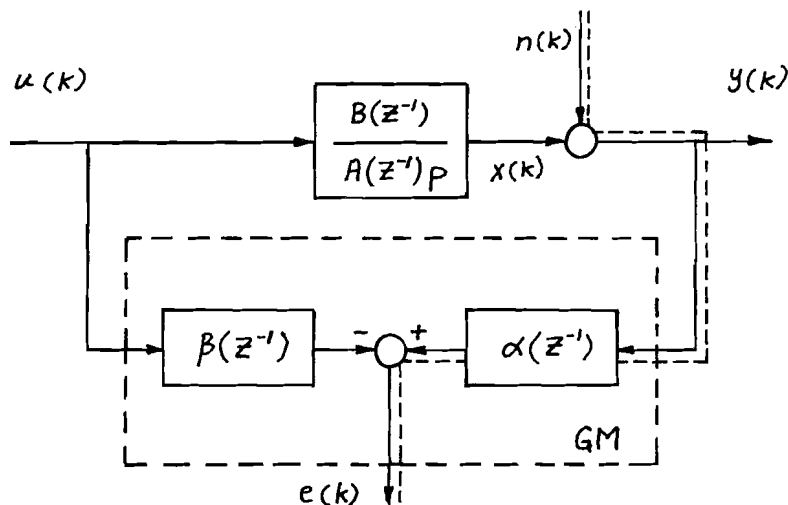 n(k)
u(k)
y(k)
B(Z⁻¹)
A(Z⁻¹) P
x(k)
β(Z⁻¹)
-
+
α(Z⁻¹)
GM
e(k)